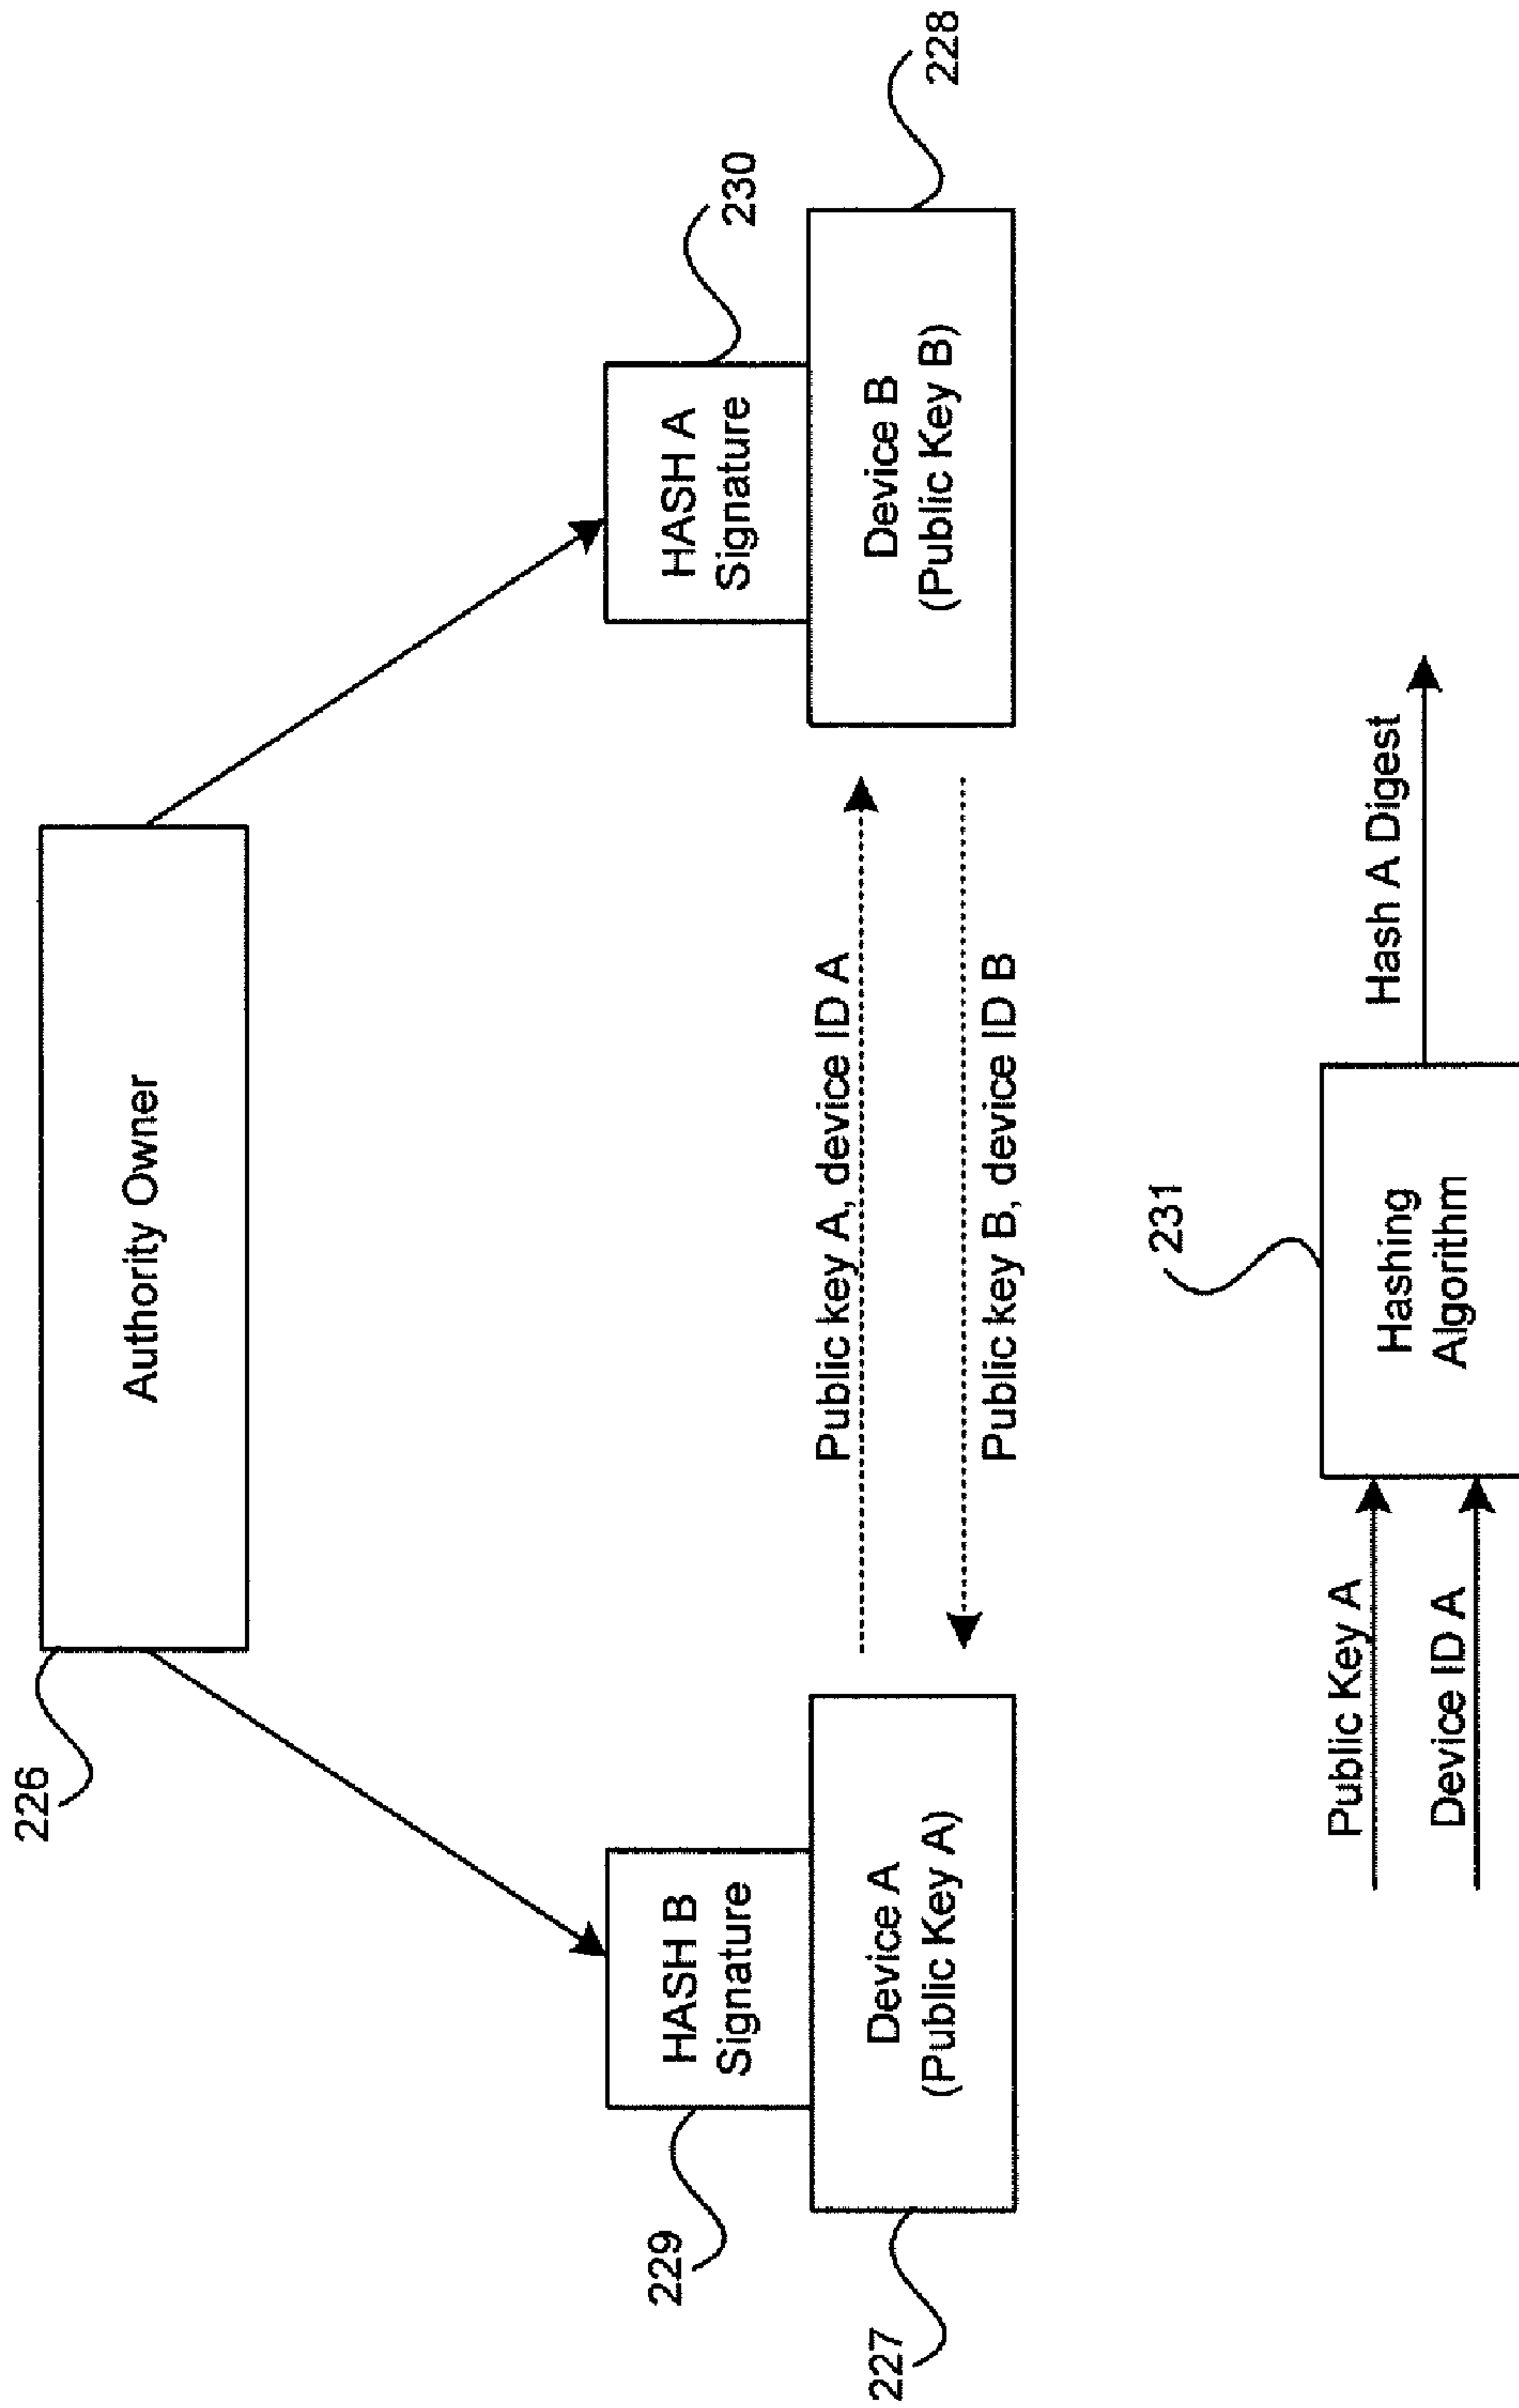 226
Authority Owner
229
HASH B
Signature
HASH A
Signature
230
227
Device A
(Public Key A)
Public key A, device ID A
Public key B, device ID B
Device B
(Public Key B)
228
231
Public Key A
Device ID A
Hashing
Algorithm
Hash A Digest